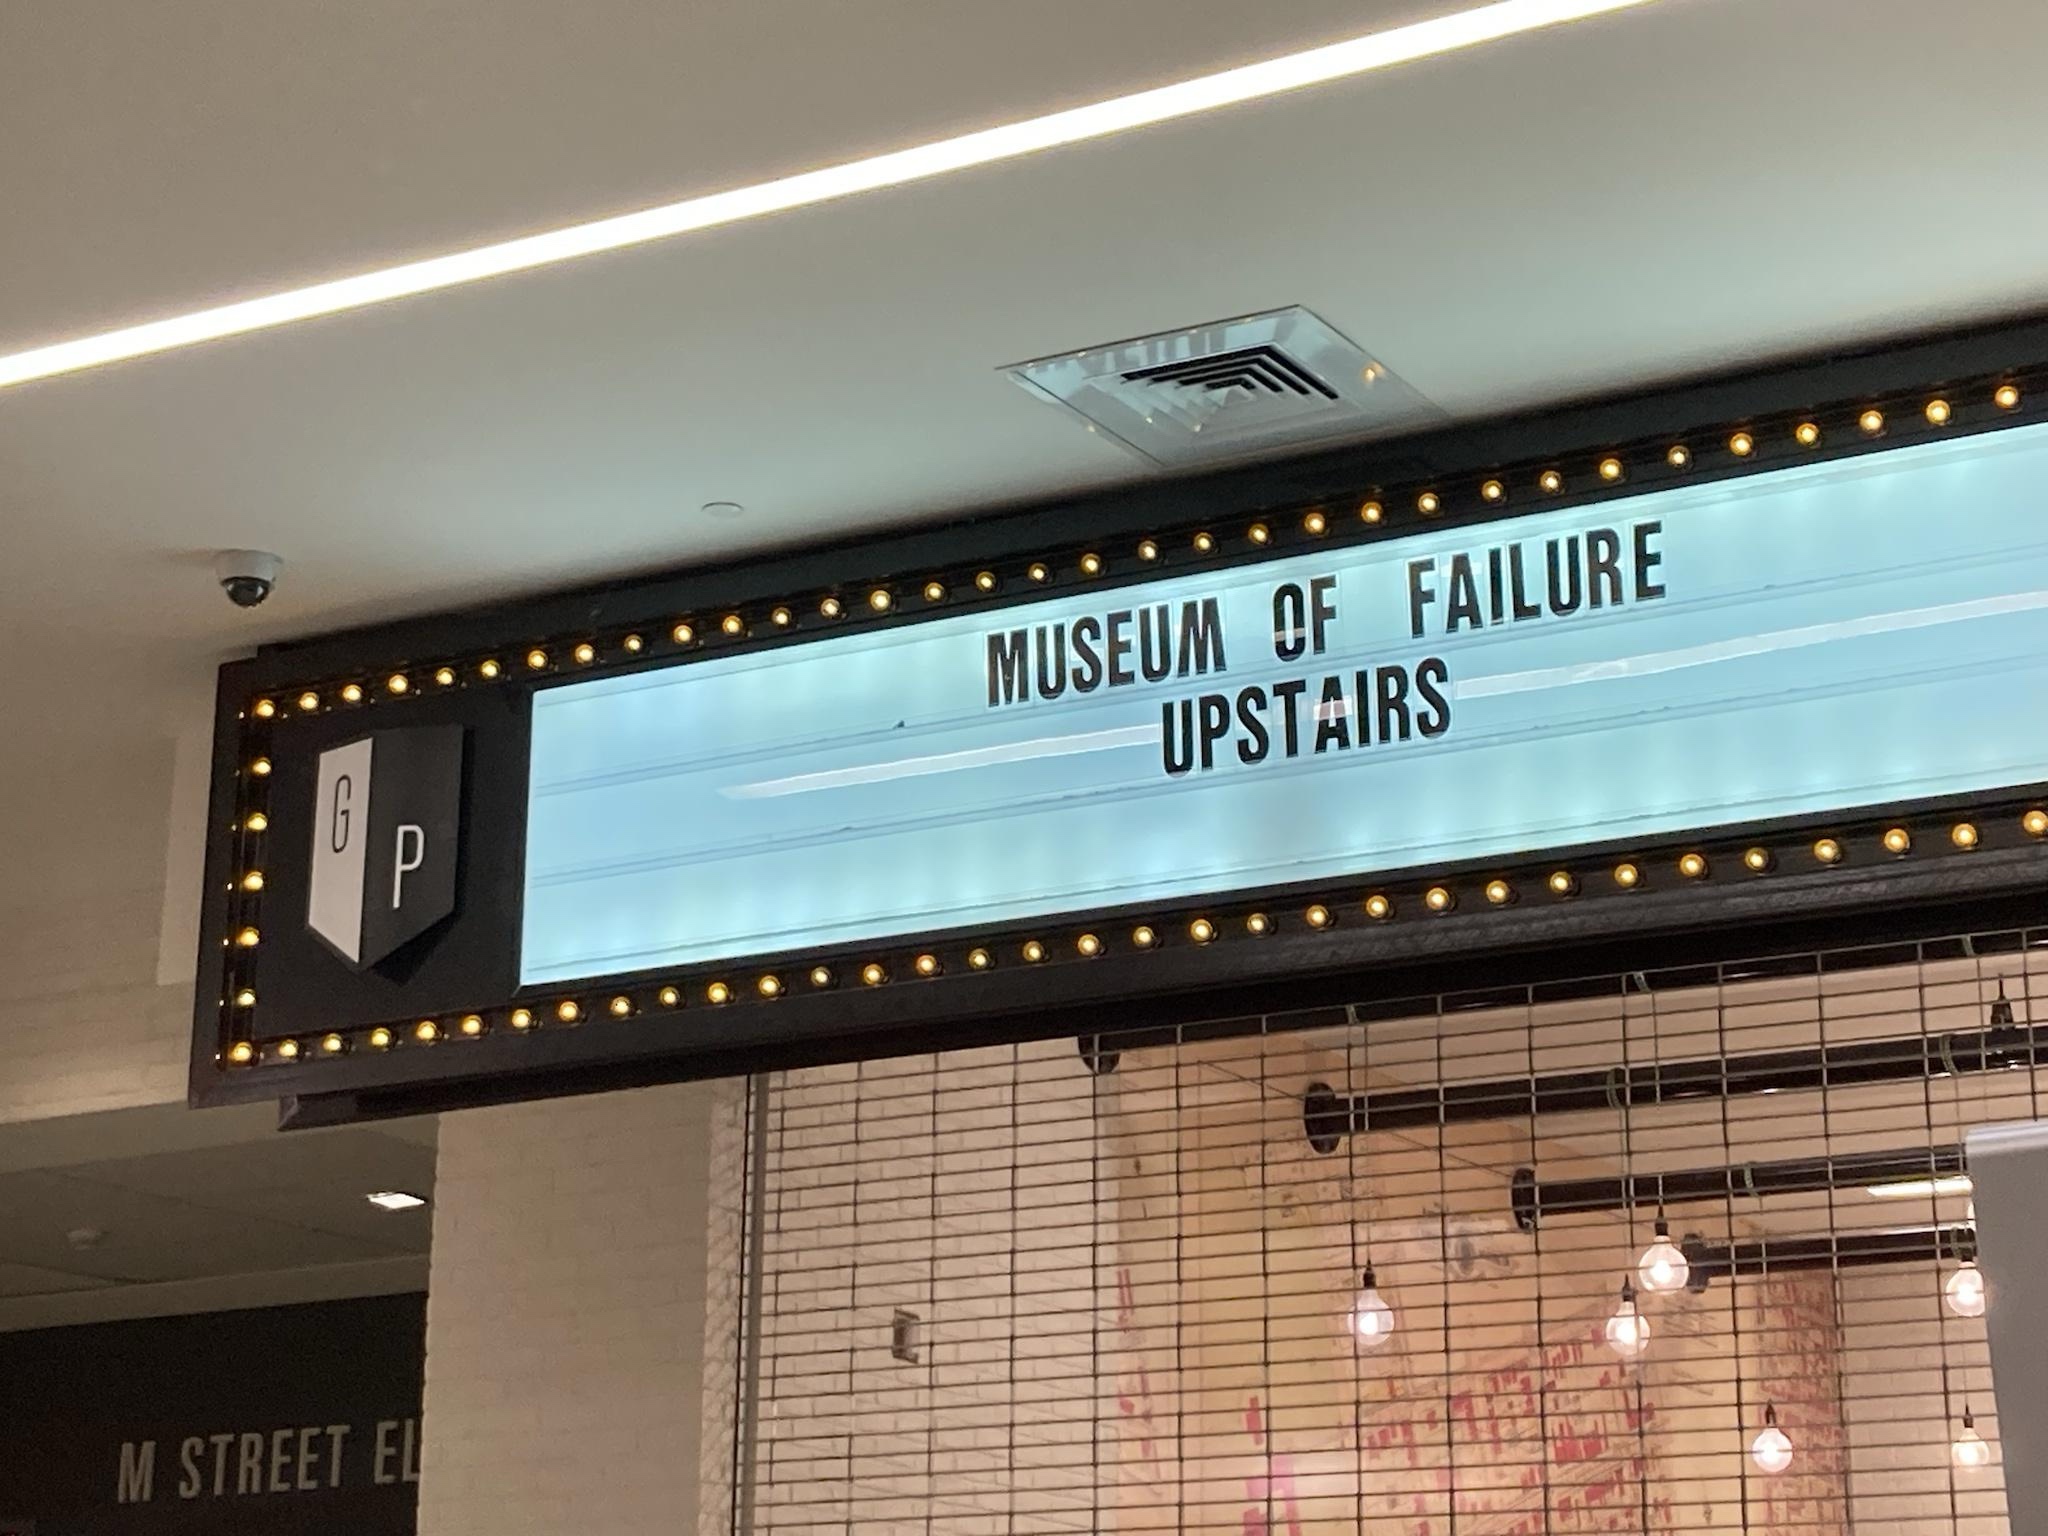 MUSEUM OF FAILURE
UPSTAIRS
G
P
M STREET EL